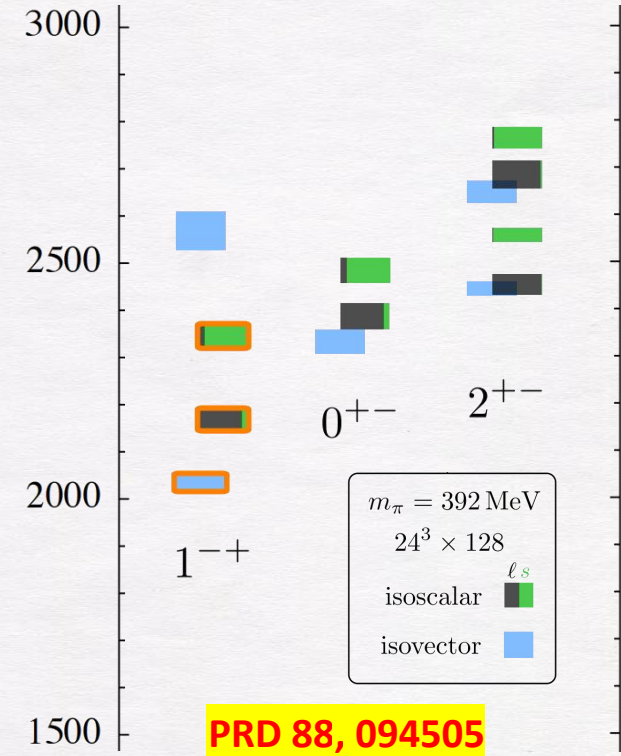 3000
2500
2^{+-}
0^{+-}
2000
m_π = 392 MeV
24³ × 128
1^{-+}
ℓ s
isoscalar
isovector
1500
PRD 88, 094505